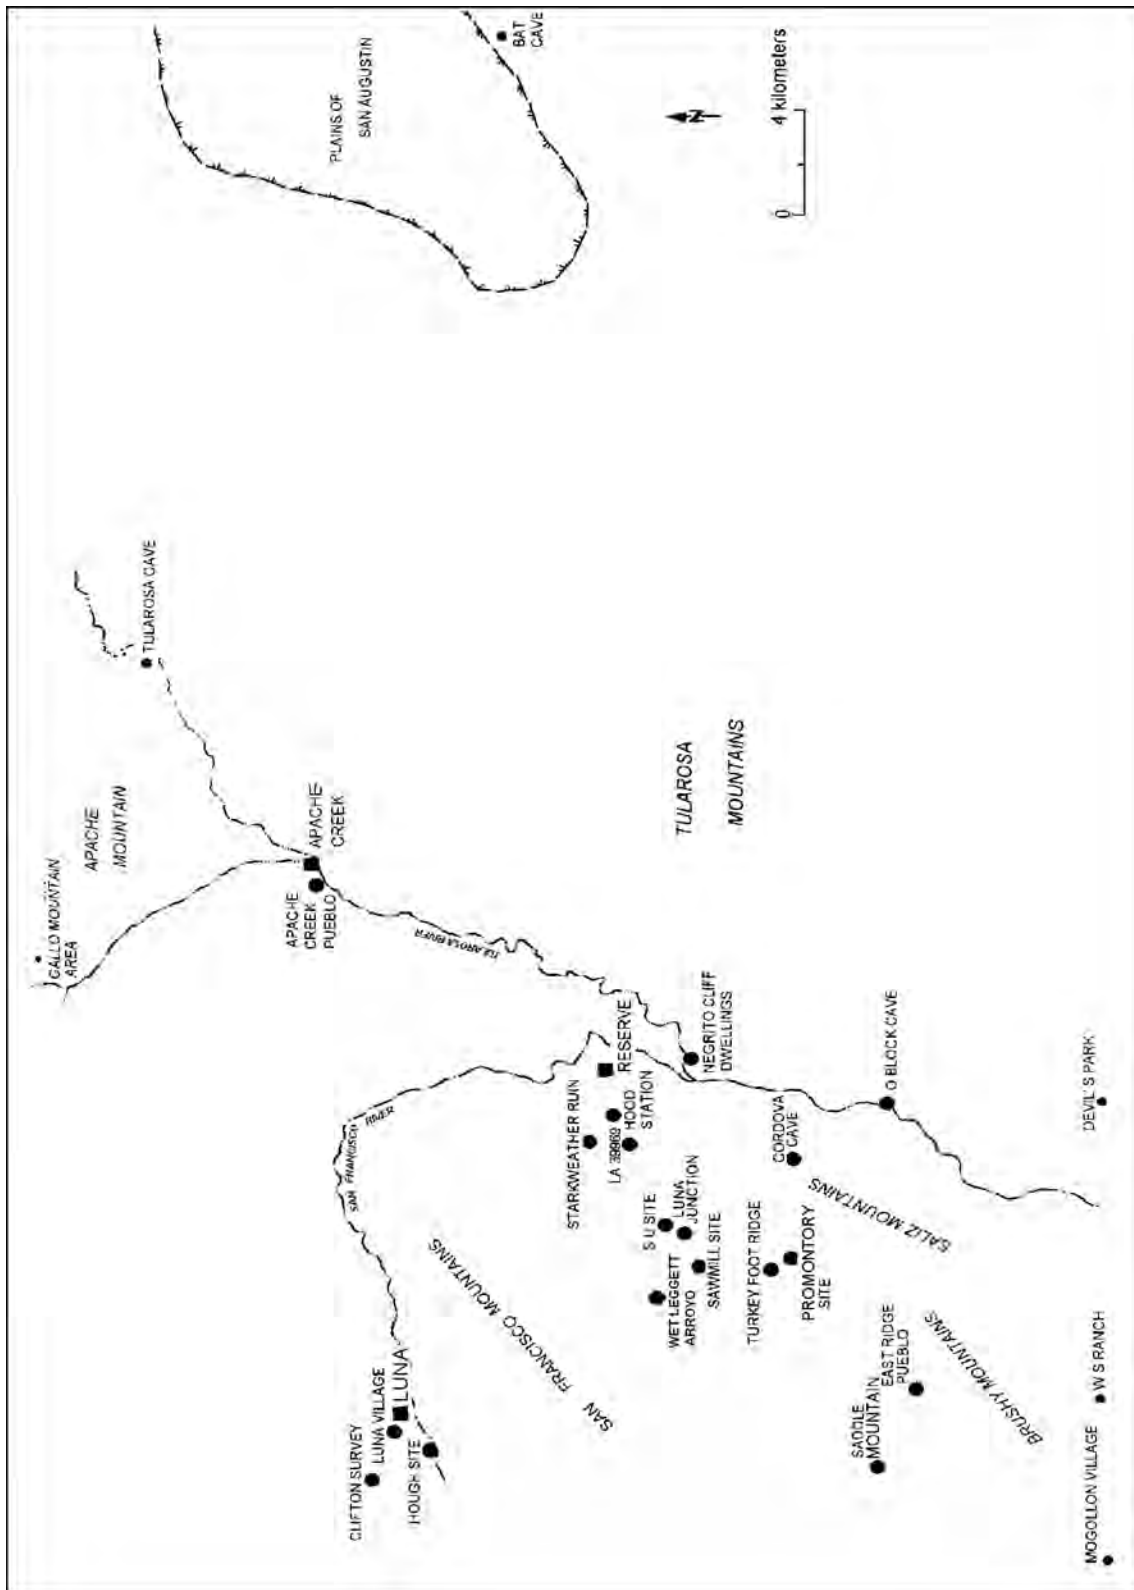 GALLO MOUNTAIN
AREA
APACHE
MOUNTAIN
TULAROSA CAVE
PLAINS OF
SAN AUGUSTIN
BAT
CAVE
APACHE
CREEK
PUEBLO
APACHE
CREEK
N
0
4 kilometers
CLIFTON SURVEY
LUNA VILLAGE
LUNA
HOUGH SITE
SAN FRANCISCO
RIVER
SAN FRANCISCO MOUNTAINS
TULAROSA RIVER
STARKWEATHER RUIN
RESERVE
LA 39969
HOOD
STATION
S U SITE
LUNA
JUNCTION
WET LEGGETT
ARROYO
SAWMILL SITE
NEGRITO CLIFF
DWELLINGS
TULAROSA
MOUNTAINS
TURKEY FOOT RIDGE
PROMONTORY
SITE
CORDOVA
CAVE
SALIZ MOUNTAINS
O BLOCK CAVE
SADDLE
MOUNTAIN
EAST RIDGE
PUEBLO
BRUSHY MOUNTAINS
MOGOLLON VILLAGE
W S RANCH
DEVIL'S PARK